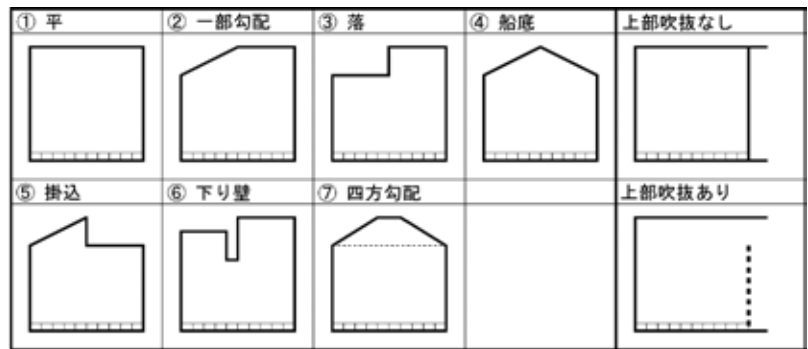 ① 平
② 一部勾配
③ 落
④ 船底
上部吹抜なし
⑤ 掛込
⑥ 下り壁
⑦ 四方勾配
上部吹抜あり